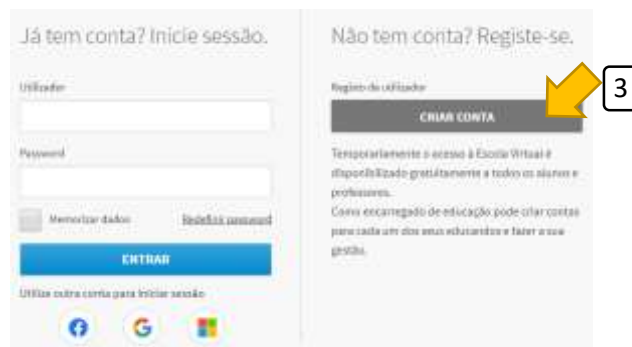 Já tem conta? Inicie sessão.
Utilizador
Password
Memorizar dados
Redefinir password
ENTRAR
Utilize outra conta para iniciar sessão
Não tem conta? Registe-se.
Registo de utilizador
CRIAR CONTA
3
Temporariamente o acesso à Escola Virtual é
disponibilizado gratuitamente a todos os alunos e
professores.
Como encarregado de educação pode criar contas
para cada um dos seus educandos e fazer a sua
gestão.